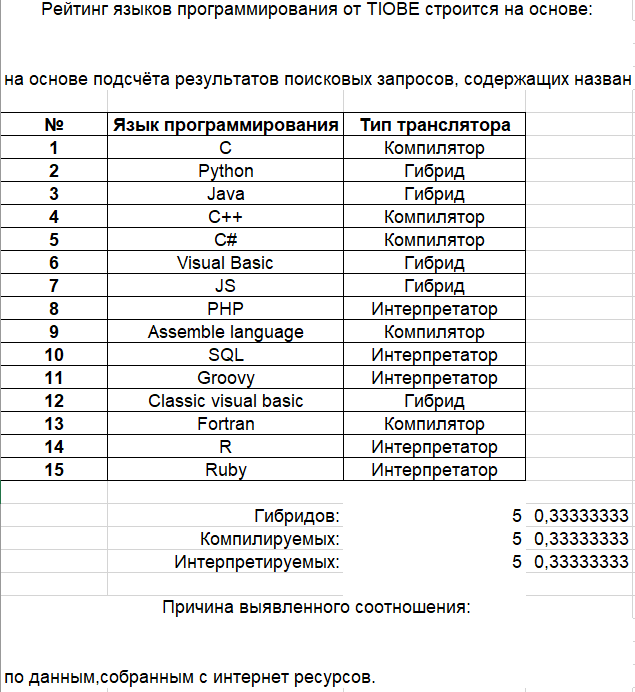 Рейтинг языков программирования от TIOBE строится на основе:
на основе подсчёта результатов поисковых запросов, содержащих назван
№ Язык программирования Тип транслятора
1 C Компилятор
2 Python Гибрид
3 Java Гибрид
4 C++ Компилятор
5 C# Компилятор
6 Visual Basic Гибрид
7 JS Гибрид
8 PHP Интерпретатор
9 Assemble language Компилятор
10 SQL Интерпретатор
11 Groovy Интерпретатор
12 Classic visual basic Гибрид
13 Fortran Компилятор
14 R Интерпретатор
15 Ruby Интерпретатор
Гибридов: 5 0,33333333
Компилируемых: 5 0,33333333
Интерпретируемых: 5 0,33333333
Причина выявленного соотношения:
по данным,собранным с интернет ресурсов.